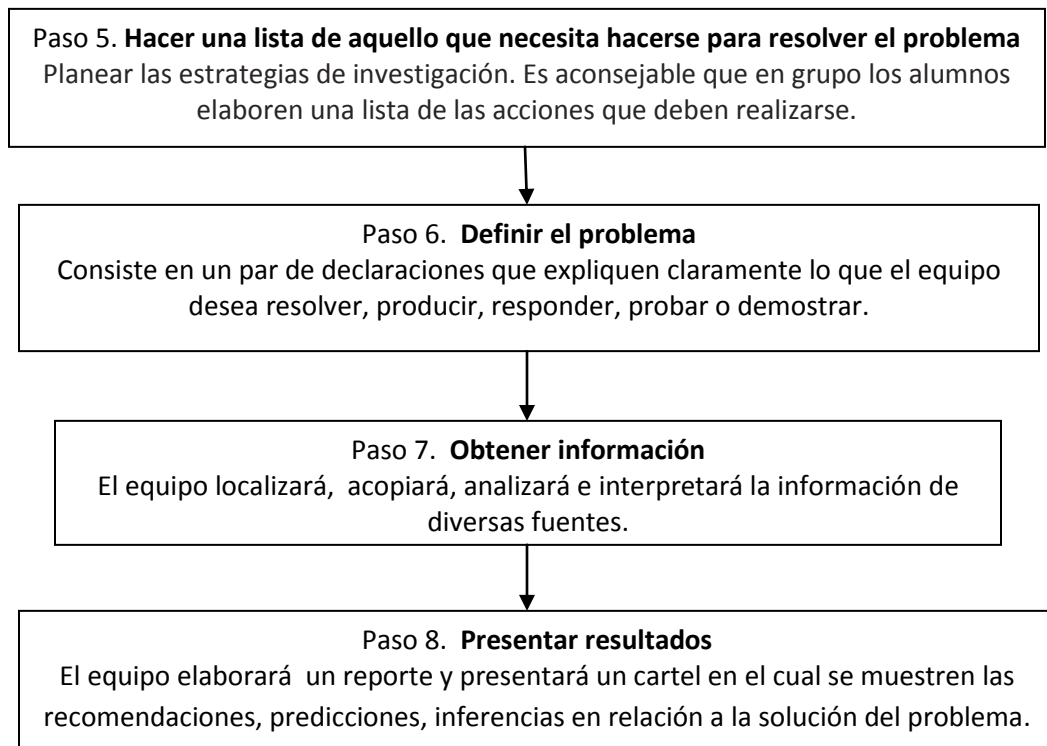 Paso 5. Hacer una lista de aquello que necesita hacerse para resolver el problema
Planear las estrategias de investigación. Es aconsejable que en grupo los alumnos
elaboren una lista de las acciones que deben realizarse.
Paso 6. Definir el problema
Consiste en un par de declaraciones que expliquen claramente lo que el equipo
desea resolver, producir, responder, probar o demostrar.
Paso 7. Obtener información
El equipo localizará, acopiará, analizará e interpretará la información de
diversas fuentes.
Paso 8. Presentar resultados
El equipo elaborará un reporte y presentará un cartel en el cual se muestren las
recomendaciones, predicciones, inferencias en relación a la solución del problema.